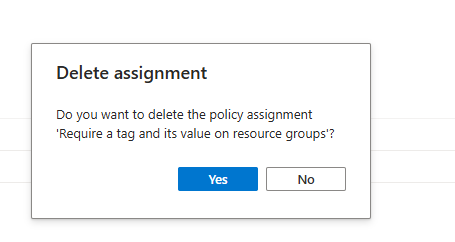 Delete assignment
Do you want to delete the policy assignment
'Require a tag and its value on resource groups'?
Yes
No